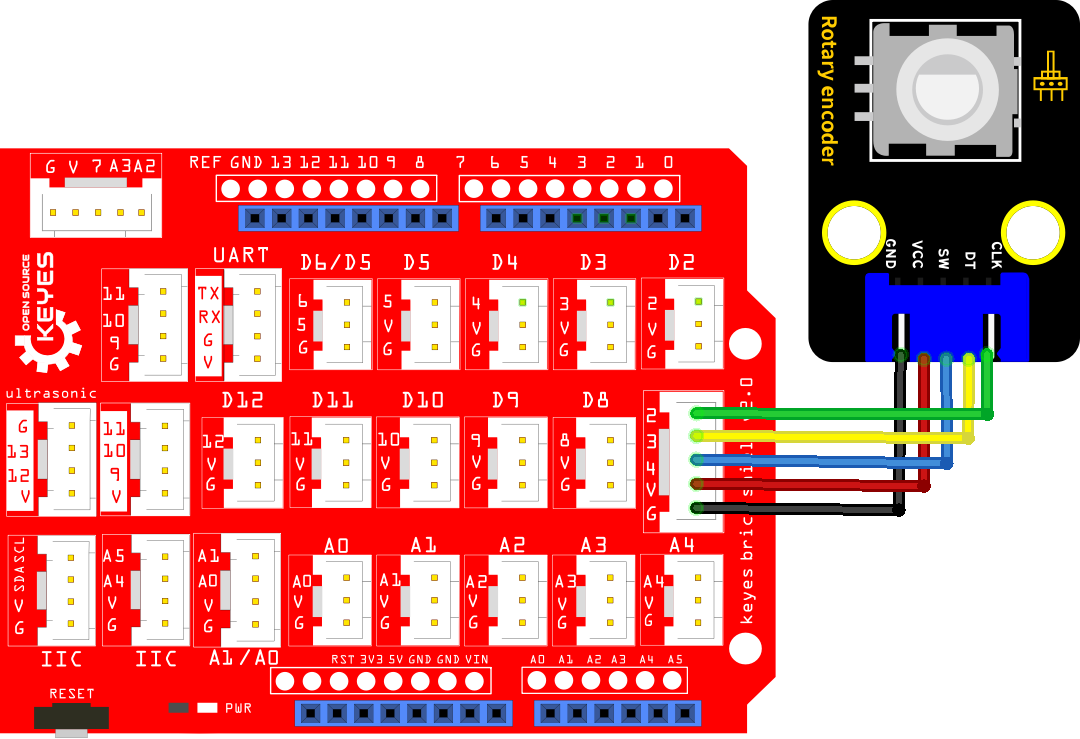 Rotary encoder
GND VCC SW DT CLK
G V 7 A3 A2
REF GND 13 12 11 10 9 8 7 6 5 4 3 2 1 0
OPEN SOURCE
KEYES
UART
D6/D5 D5 D4 D3 D2
11
10
9
G
TX
RX
G
V
6
5
G
5
V
G
4
V
G
3
V
G
2
V
G
ultrasonic
D12 D11 D10 D9 D8
G
13
12
V
11
10
9
V
12
V
G
11
V
G
10
V
G
9
V
G
8
V
G
2
3
4
V
G
A0 A1 A2 A3 A4
SCL
SDA
V
G
A5
A4
V
G
A1
A0
V
G
A0
V
G
A1
V
G
A2
V
G
A3
V
G
A4
V
G
IIC IIC A1/A0
RST 3V3 5V GND GND VIN A0 A1 A2 A3 A4 A5
RESET
PWR
keyes